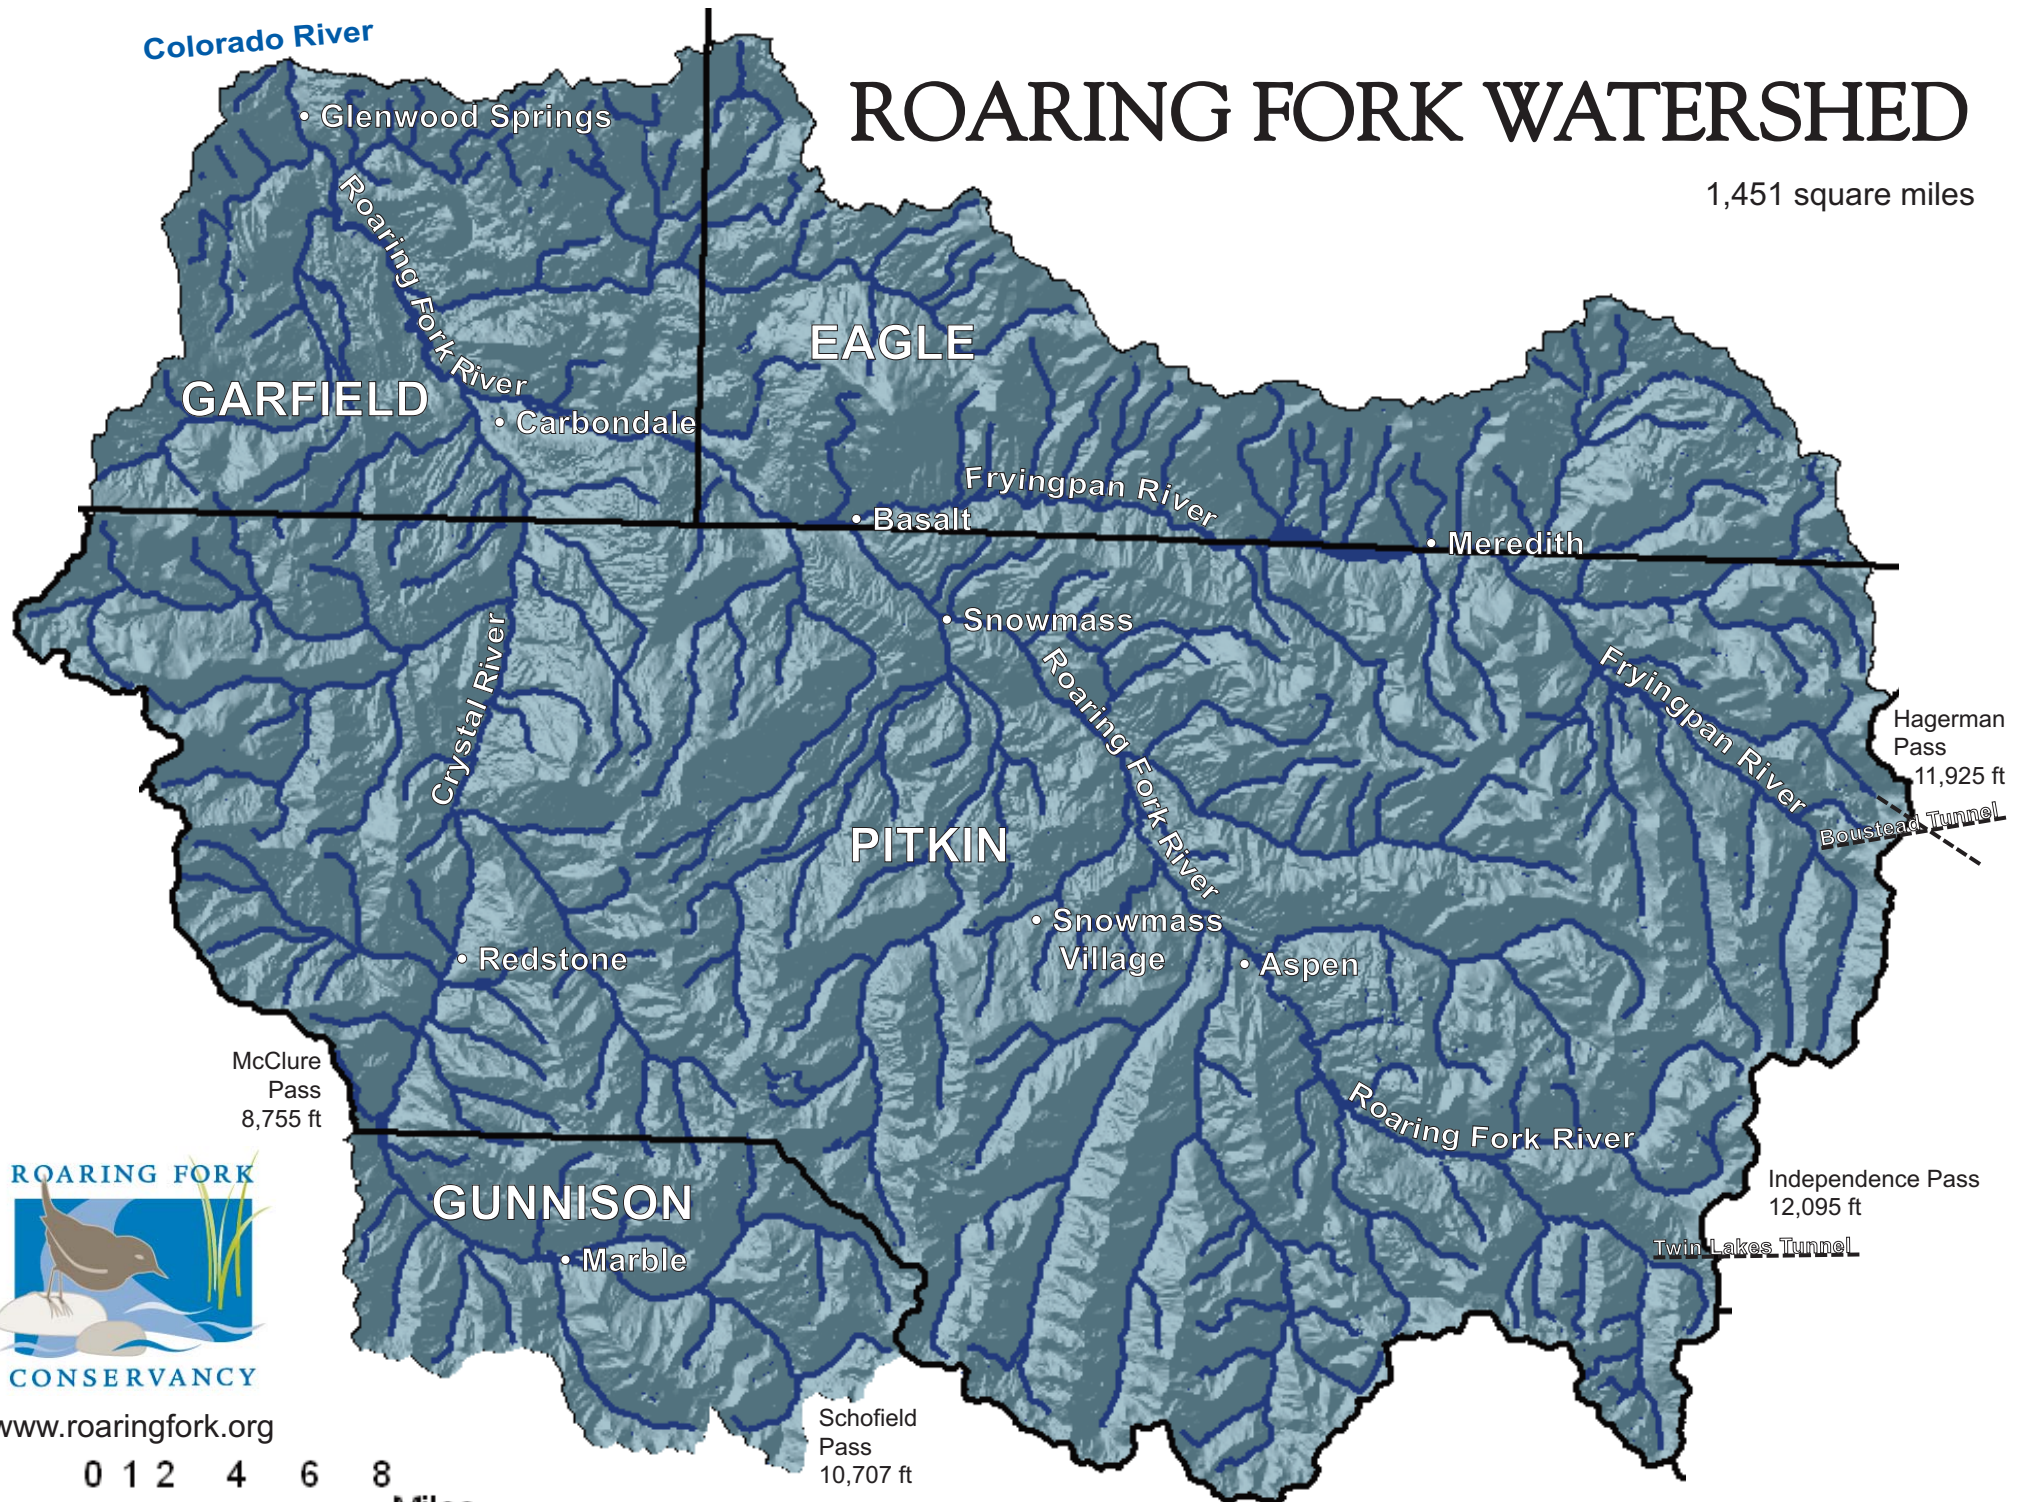 Colorado River
ROARING FORK WATERSHED
1,451 square miles
Glenwood Springs
Roaring Fork River
EAGLE
GARFIELD
Carbondale
Fryingpan River
Basalt
Meredith
Snowmass
Crystal River
Roaring Fork River
Fryingpan River
Hagerman
Pass
11,925 ft
Boustead Tunnel
PITKIN
Snowmass
Village
Redstone
Aspen
McClure
Pass
8,755 ft
Roaring Fork River
Independence Pass
12,095 ft
Twin Lakes Tunnel
GUNNISON
Marble
ROARING FORK
CONSERVANCY
www.roaringfork.org
Schofield
Pass
10,707 ft
0 1 2 4 6 8
Miles